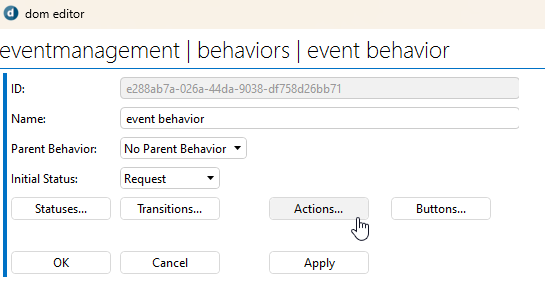 dom editor
eventmanagement | behaviors | event behavior
ID: e288ab7a-026a-44da-9038-df758d26bb71
Name: event behavior
Parent Behavior: No Parent Behavior
Initial Status: Request
Statuses... Transitions... Actions... Buttons...
OK Cancel Apply